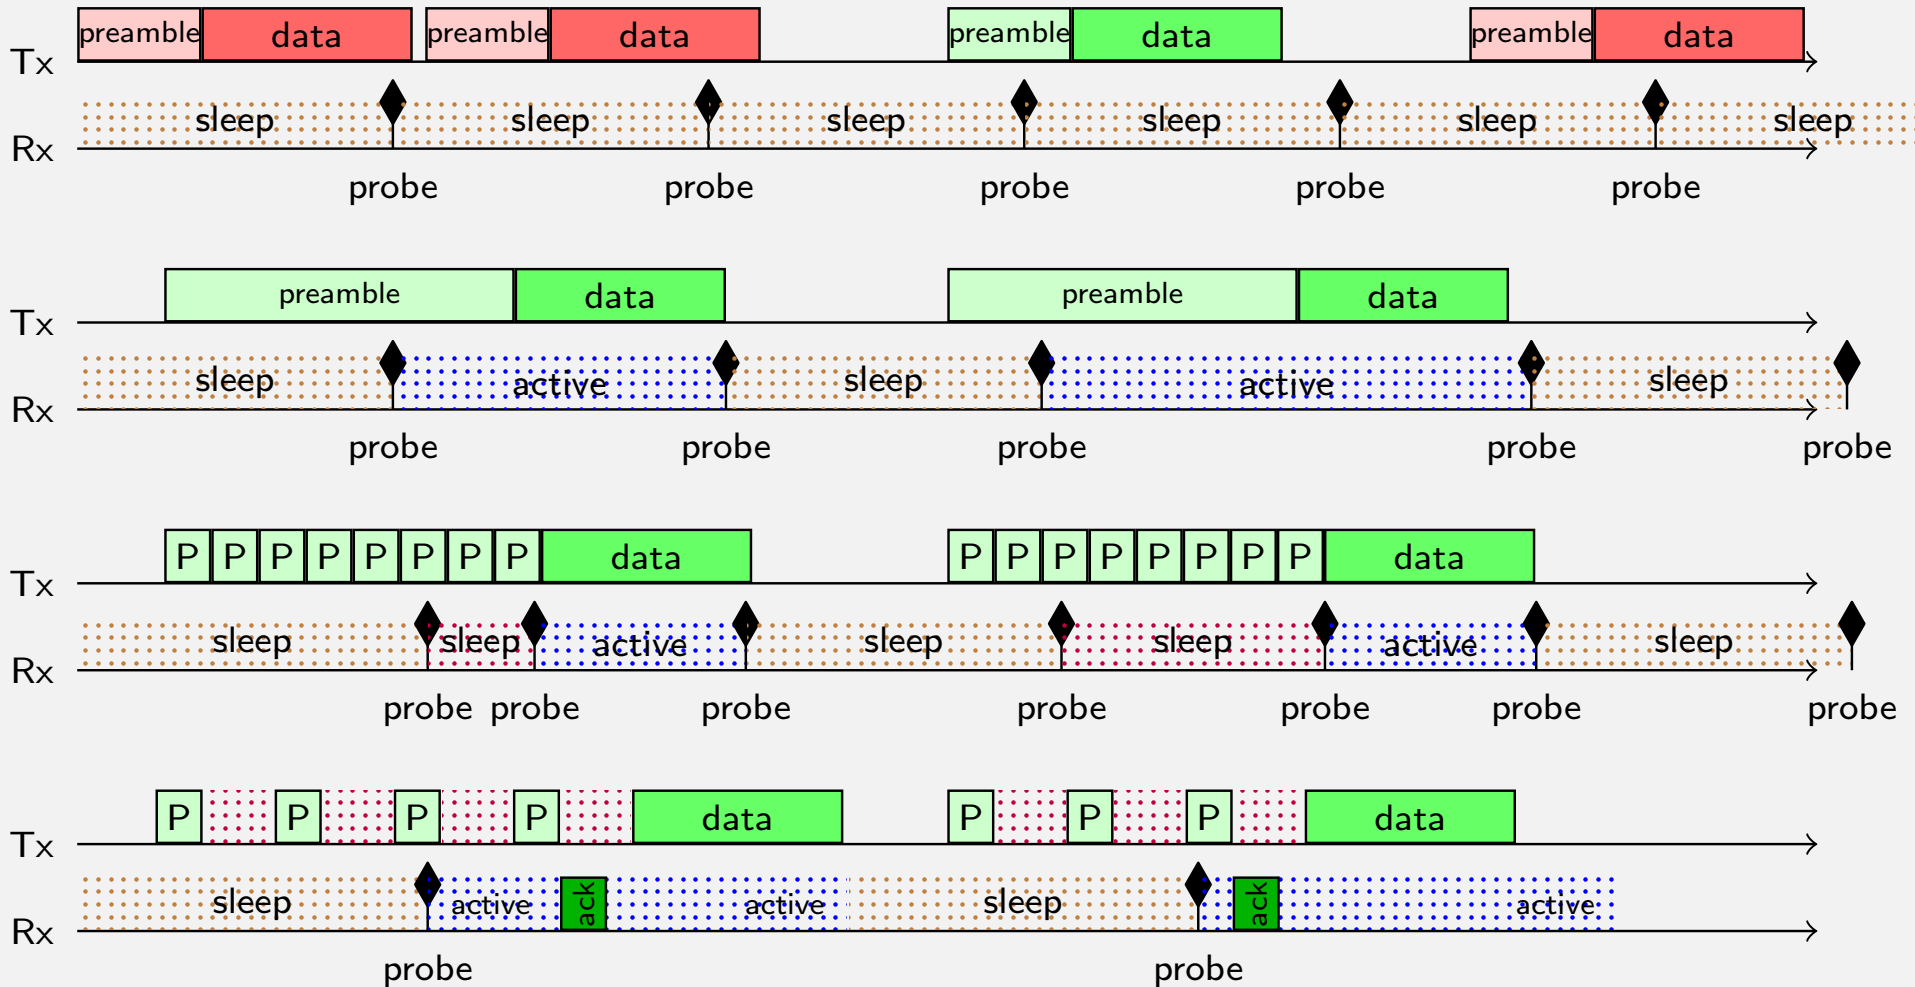 preamble data preamble data preamble data preamble data
Tx
sleep sleep sleep sleep sleep sleep
Rx
probe probe probe probe probe
preamble data preamble data
Tx
sleep active sleep active sleep
Rx
probe probe probe probe probe
P P P P P P P P data P P P P P P P P data
Tx
sleep sleep active sleep sleep active sleep
Rx
probe probe probe probe probe probe probe
P P P P data P P P data
Tx
sleep active ack active sleep ack active
Rx
probe probe